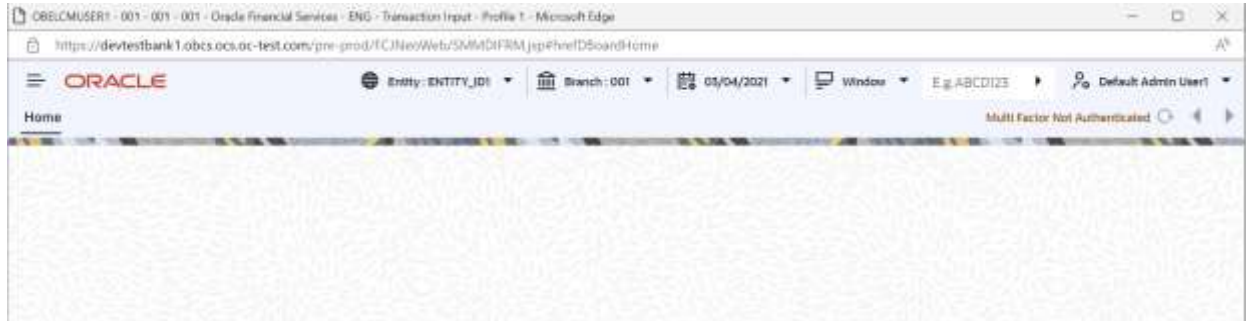 OBELCMUSER1 - 001 - 001 - 001 - Oracle Financial Services - ENG - Transaction Input - Profile 1 - Microsoft Edge
https://devtestbank1.obcs.ocs.oc-test.com/pre-prod/FCJNeoWeb/SMMDIFRM.jsp#hrefDBoardHome
ORACLE Entity : ENTITY_ID1 Branch : 001 03/04/2021 Window E.g.ABCD123 Default Admin User1
Home Multi Factor Not Authenticated